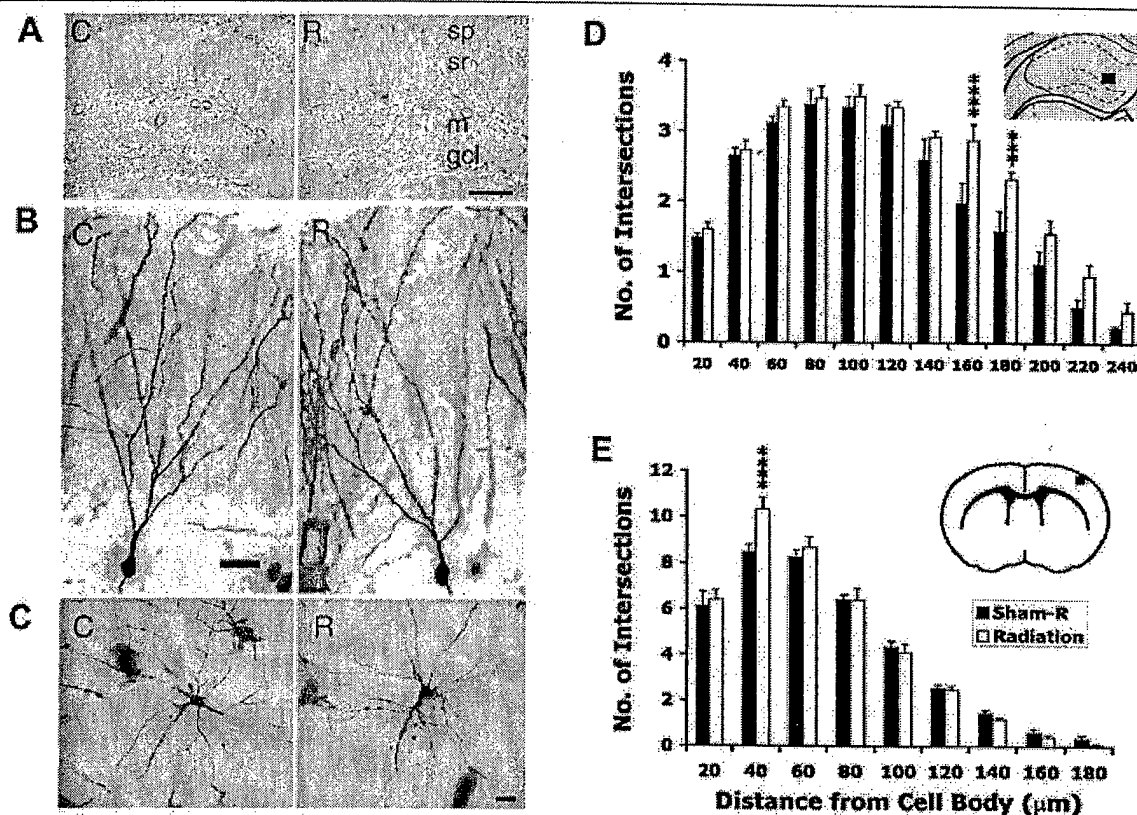 A
C
R
sp
sr
m
gcl
B
C
R
C
C
R
D
No. of Intersections
4
3
2
1
0
****
***
20 40 60 80 100 120 140 160 180 200 220 240
E
No. of Intersections
12
10
8
6
4
2
0
****
Sham-R
Radiation
20 40 60 80 100 120 140 160 180
Distance from Cell Body (μm)